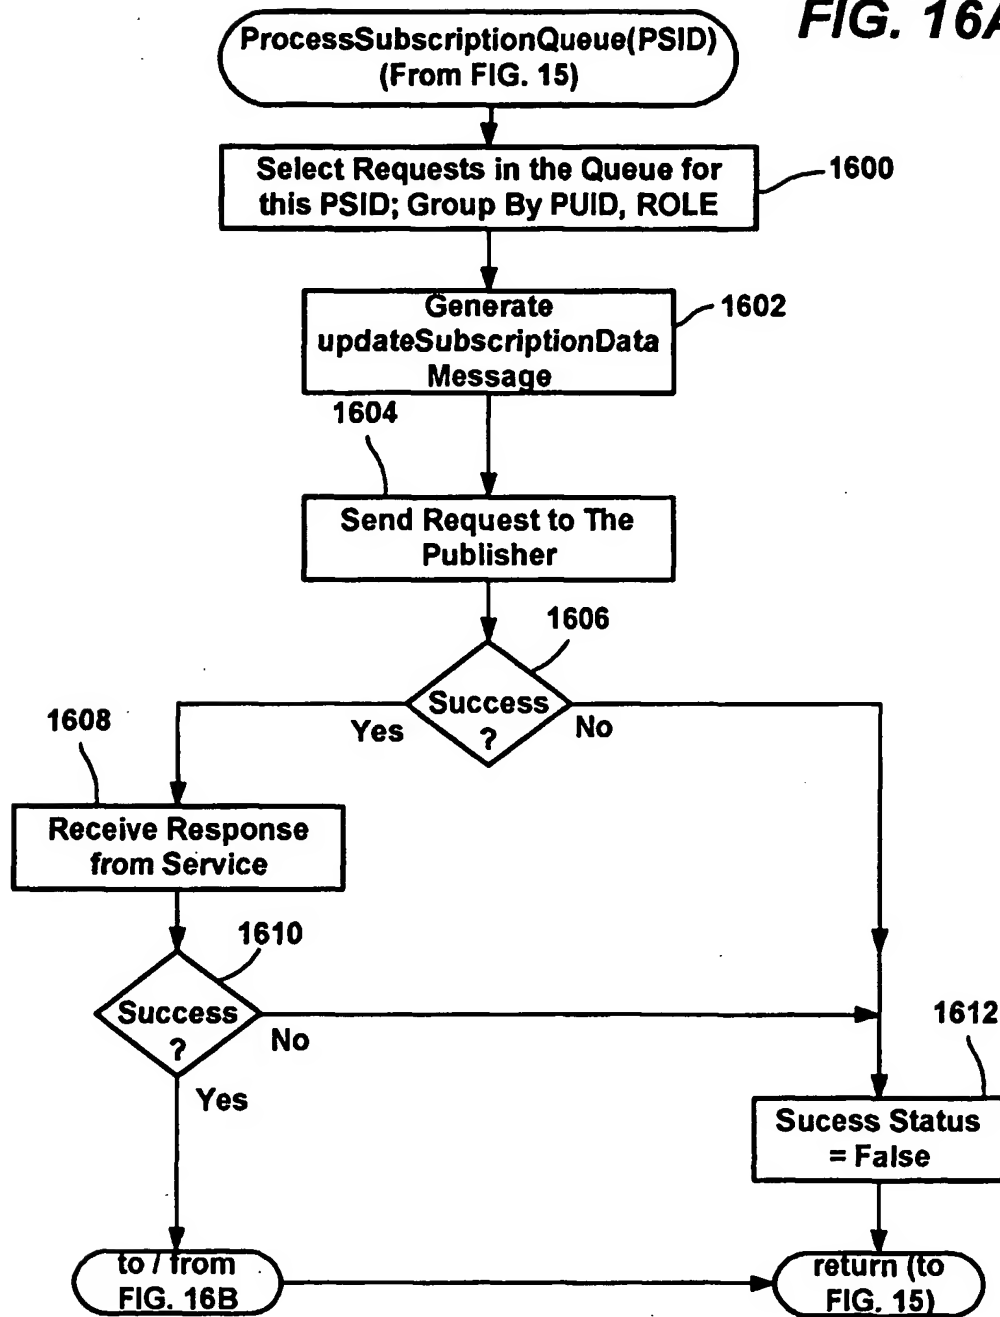 FIG. 16A
ProcessSubscriptionQueue(PSID)
(From FIG. 15)
Select Requests in the Queue for
this PSID; Group By PUID, ROLE
1600
Generate
updateSubscriptionData
Message
1602
1604
Send Request to The
Publisher
1606
Success
?
Yes
No
1608
Receive Response
from Service
1610
Success
?
No
Yes
1612
Sucess Status
= False
to / from
FIG. 16B
return (to
FIG. 15)